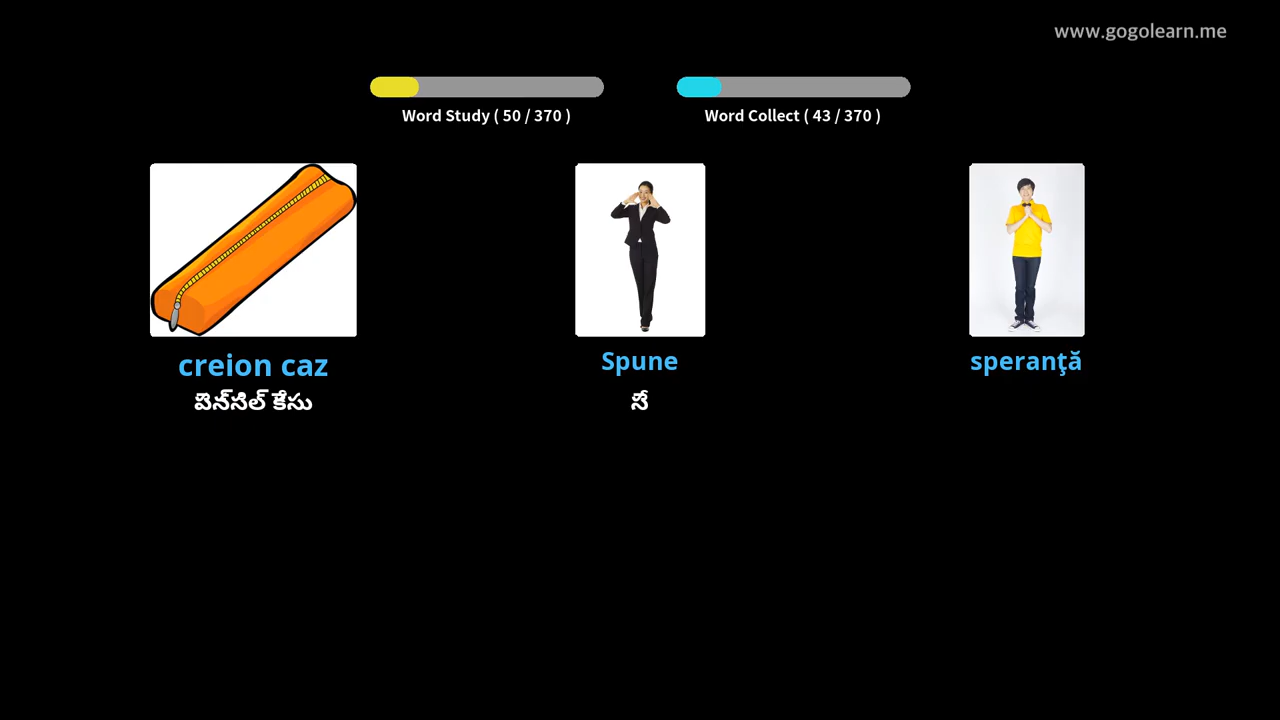 www.gogolearn.me
Word Study ( 50 / 370 )
Word Collect ( 43 / 370 )
creion caz
Spune
speranţă
పెన్‌సిల్ కేసు
సే